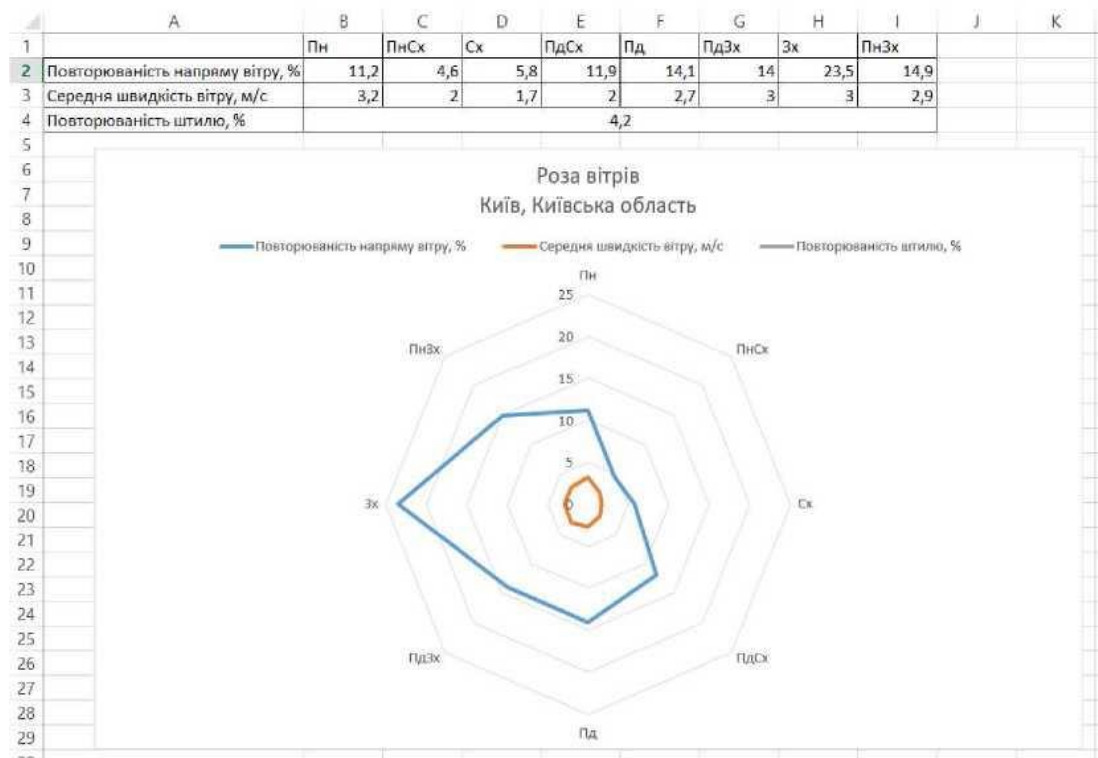 A B C D E F G H I J K
1 Пн ПнСх Сх ПдСх Пд ПдЗх Зх ПнЗх
2 Повторюваність напряму вітру, % 11,2 4,6 5,8 11,9 14,1 14 23,5 14,9
3 Середня швидкість вітру, м/с 3,2 2 1,7 2 2,7 3 3 2,9
4 Повторюваність штилю, % 4,2
5
6
7
8
9
10
11
12
13
14
15
16
17
18
19
20
21
22
23
24
25
26
27
28
29
Роза вітрів
Київ, Київська область
Повторюваність напряму вітру, % Середня швидкість вітру, м/с Повторюваність штилю, %
Пн
25
20
ПнЗх ПнСх
15
10
5
Зх 0 Сх
ПдЗх ПдСх
Пд